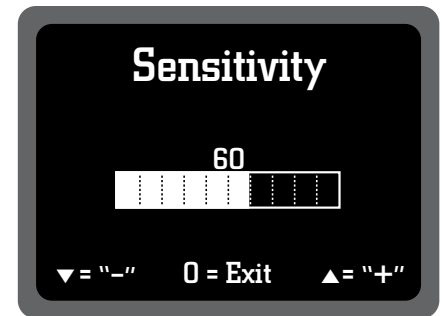 Sensitivity
60
▼= “–” 0 = Exit ▲= “+”